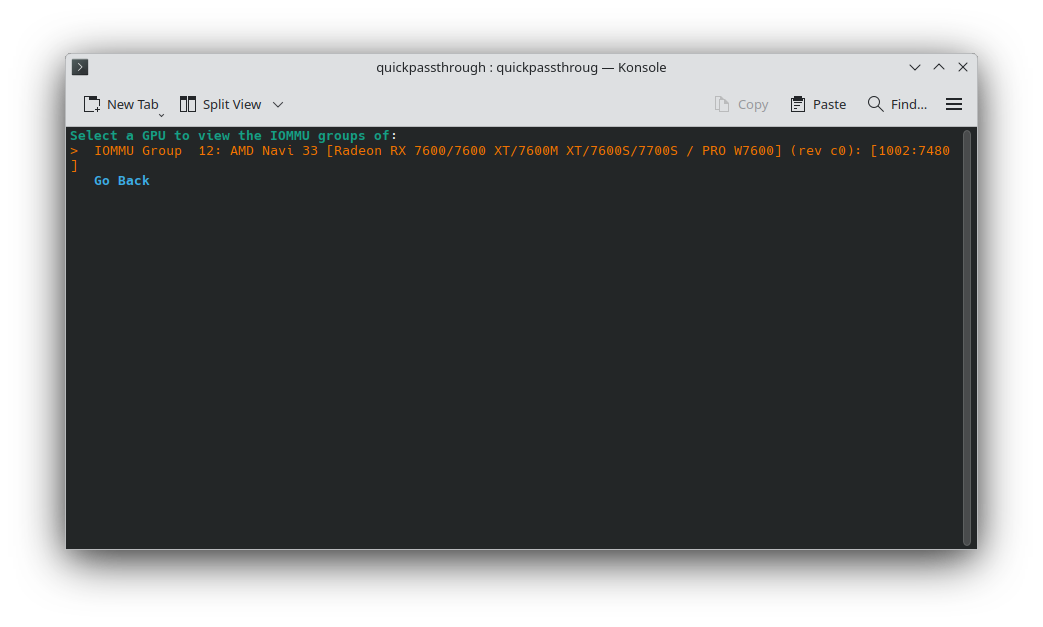 quickpassthrough : quickpassthroug — Konsole
New Tab Split View Copy Paste Find...
Select a GPU to view the IOMMU groups of:
>  IOMMU Group  12: AMD Navi 33 [Radeon RX 7600/7600 XT/7600M XT/7600S/7700S / PRO W7600] (rev c0): [1002:7480
]
Go Back